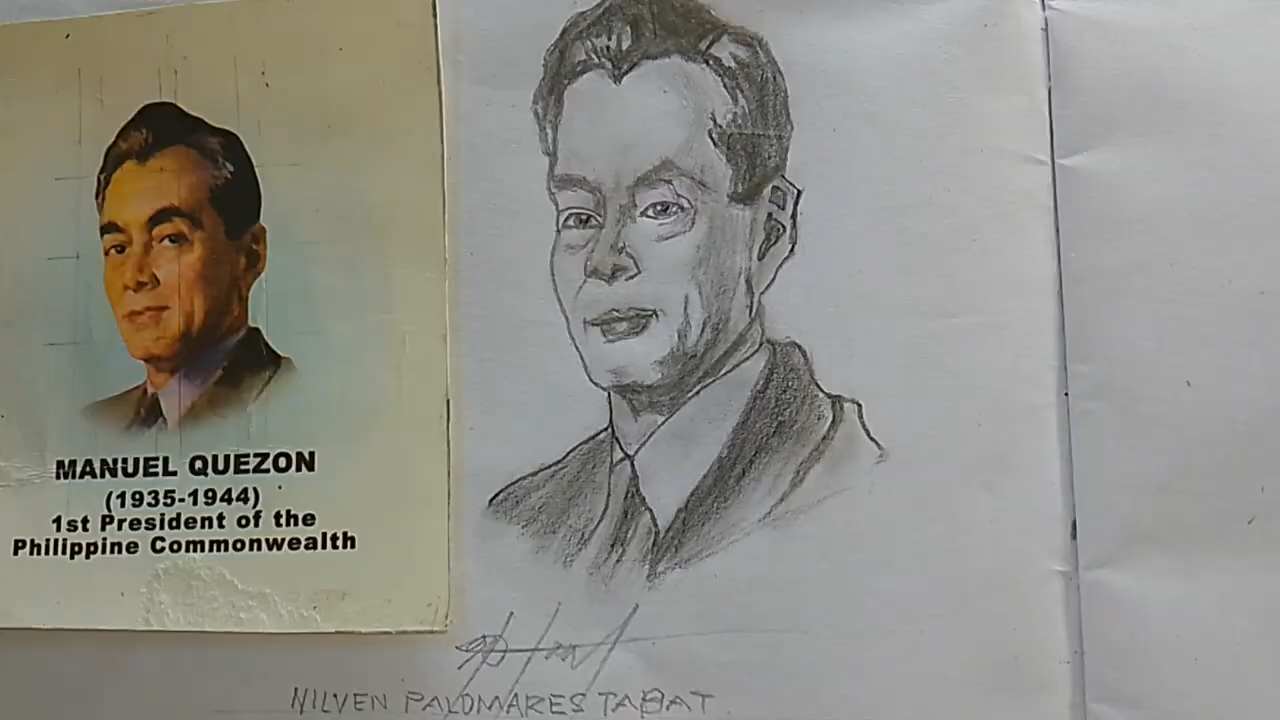 MANUEL QUEZON
(1935-1944)
1st President of the
Philippine Commonwealth
NILVEN PALOMARES TABAT